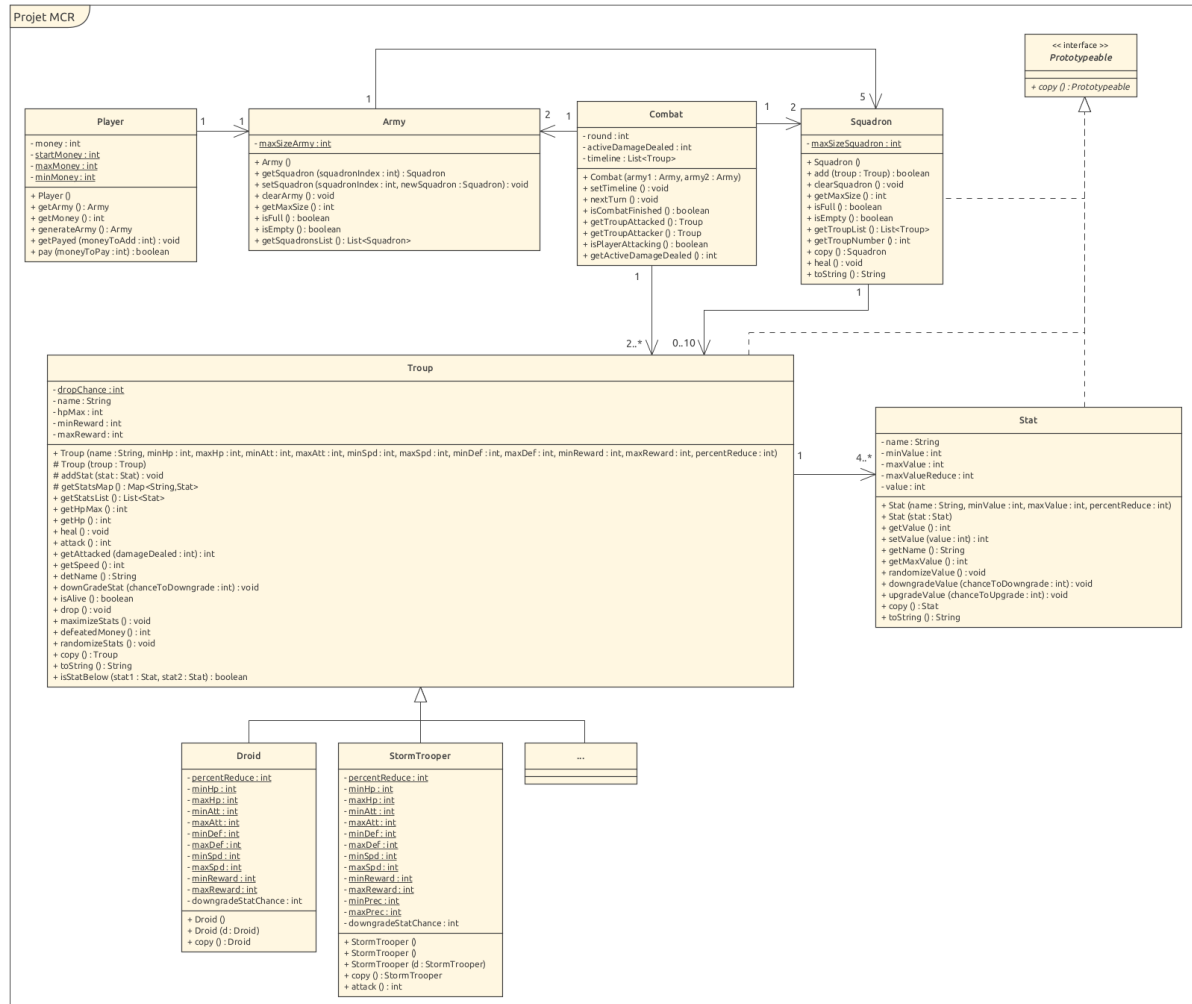 Projet MCR
<< interface >>
Prototypeable
+ copy () : Prototypeable
Player
- money : int
- startMoney : int
- maxMoney : int
- minMoney : int
+ Player ()
+ getArmy () : Army
+ getMoney () : int
+ generateArmy () : Army
+ getPayed (moneyToAdd : int) : void
+ pay (moneyToPay : int) : boolean
1
1
Army
- maxSizeArmy : int
+ Army ()
+ getSquadron (squadronIndex : int) : Squadron
+ setSquadron (squadronIndex : int, newSquadron : Squadron) : void
+ clearArmy () : void
+ getMaxSize () : int
+ isFull () : boolean
+ isEmpty () : boolean
+ getSquadronsList () : List<Squadron>
1
5
2
1
Combat
- round : int
- activeDamageDealed : int
- timeline : List<Troup>
+ Combat (army1 : Army, army2 : Army)
+ setTimeline () : void
+ nextTurn () : void
+ isCombatFinished () : boolean
+ getTroupAttacked () : Troup
+ getTroupAttacker () : Troup
+ isPlayerAttacking () : boolean
+ getActiveDamageDealed () : int
1
2
Squadron
- maxSizeSquadron : int
+ Squadron ()
+ add (troup : Troup) : boolean
+ clearSquadron () : void
+ getMaxSize () : int
+ isFull () : boolean
+ isEmpty () : boolean
+ getTroupList () : List<Troup>
+ getTroupNumber () : int
+ copy () : Squadron
+ heal () : void
+ toString () : String
1
1
2..*
0..10
Troup
- dropChance : int
- name : String
- hpMax : int
- minReward : int
- maxReward : int
+ Troup (name : String, minHp : int, maxHp : int, minAtt : int, maxAtt : int, minSpd : int, maxSpd : int, minDef : int, maxDef : int, minReward : int, maxReward : int, percentReduce : int)
# Troup (troup : Troup)
# addStat (stat : Stat) : void
# getStatsMap () : Map<String,Stat>
+ getStatsList () : List<Stat>
+ getHpMax () : int
+ getHp () : int
+ heal () : void
+ attack () : int
+ getAttacked (damageDealed : int) : int
+ getSpeed () : int
+ detName () : String
+ downGradeStat (chanceToDowngrade : int) : void
+ isAlive () : boolean
+ drop () : void
+ maximizeStats () : void
+ defeatedMoney () : int
+ randomizeStats () : void
+ copy () : Troup
+ toString () : String
+ isStatBelow (stat1 : Stat, stat2 : Stat) : boolean
1
4..*
Stat
- name : String
- minValue : int
- maxValue : int
- maxValueReduce : int
- value : int
+ Stat (name : String, minValue : int, maxValue : int, percentReduce : int)
+ Stat (stat : Stat)
+ getValue () : int
+ setValue (value : int) : int
+ getName () : String
+ getMaxValue () : int
+ randomizeValue () : void
+ downgradeValue (chanceToDowngrade : int) : void
+ upgradeValue (chanceToUpgrade : int) : void
+ copy () : Stat
+ toString () : String
Droid
- percentReduce : int
- minHp : int
- maxHp : int
- minAtt : int
- maxAtt : int
- minDef : int
- maxDef : int
- minSpd : int
- maxSpd : int
- minReward : int
- maxReward : int
- downgradeStatChance : int
+ Droid ()
+ Droid (d : Droid)
+ copy () : Droid
StormTrooper
- percentReduce : int
- minHp : int
- maxHp : int
- minAtt : int
- maxAtt : int
- minDef : int
- maxDef : int
- minSpd : int
- maxSpd : int
- minReward : int
- maxReward : int
- minPrec : int
- maxPrec : int
- downgradeStatChance : int
+ StormTrooper ()
+ StormTrooper ()
+ StormTrooper (d : StormTrooper)
+ copy () : StormTrooper
+ attack () : int
...